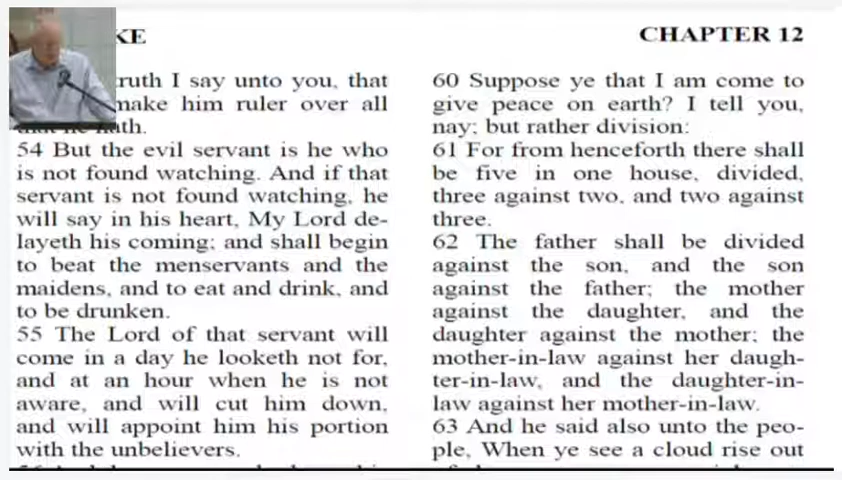 KE
CHAPTER 12
truth I say unto you, that
make him ruler over all
that he hath.
54 But the evil servant is he who
is not found watching. And if that
servant is not found watching, he
will say in his heart, My Lord de-
layeth his coming; and shall begin
to beat the menservants and the
maidens, and to eat and drink, and
to be drunken.
55 The Lord of that servant will
come in a day he looketh not for,
and at an hour when he is not
aware, and will cut him down,
and will appoint him his portion
with the unbelievers.
60 Suppose ye that I am come to
give peace on earth? I tell you,
nay; but rather division:
61 For from henceforth there shall
be five in one house, divided,
three against two, and two against
three.
62 The father shall be divided
against the son, and the son
against the father; the mother
against the daughter, and the
daughter against the mother; the
mother-in-law against her daugh-
ter-in-law, and the daughter-in-
law against her mother-in-law.
63 And he said also unto the peo-
ple, When ye see a cloud rise out